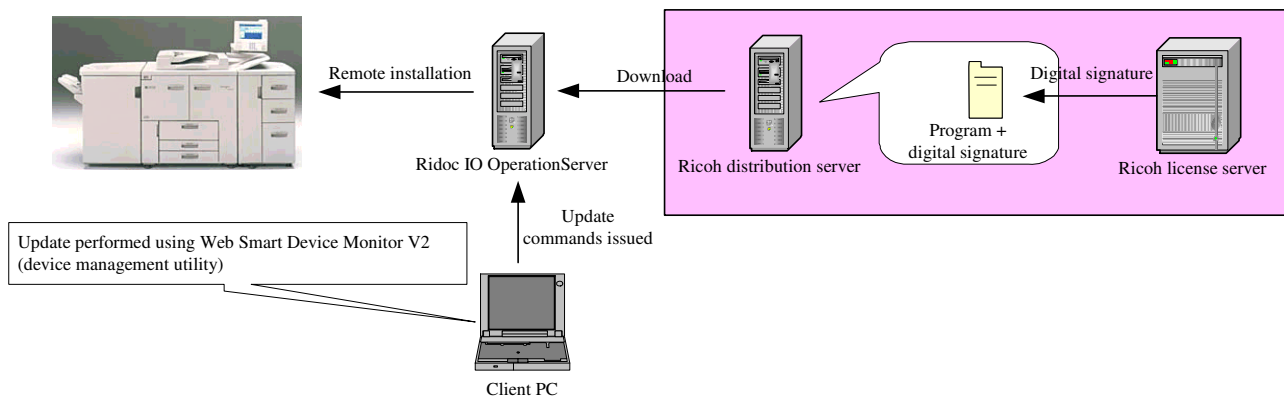 Remote installation
Download
Digital signature
Program +
digital signature
Ridoc IO OperationServer
Ricoh distribution server
Ricoh license server
Update
commands issued
Update performed using Web Smart Device Monitor V2
(device management utility)
Client PC